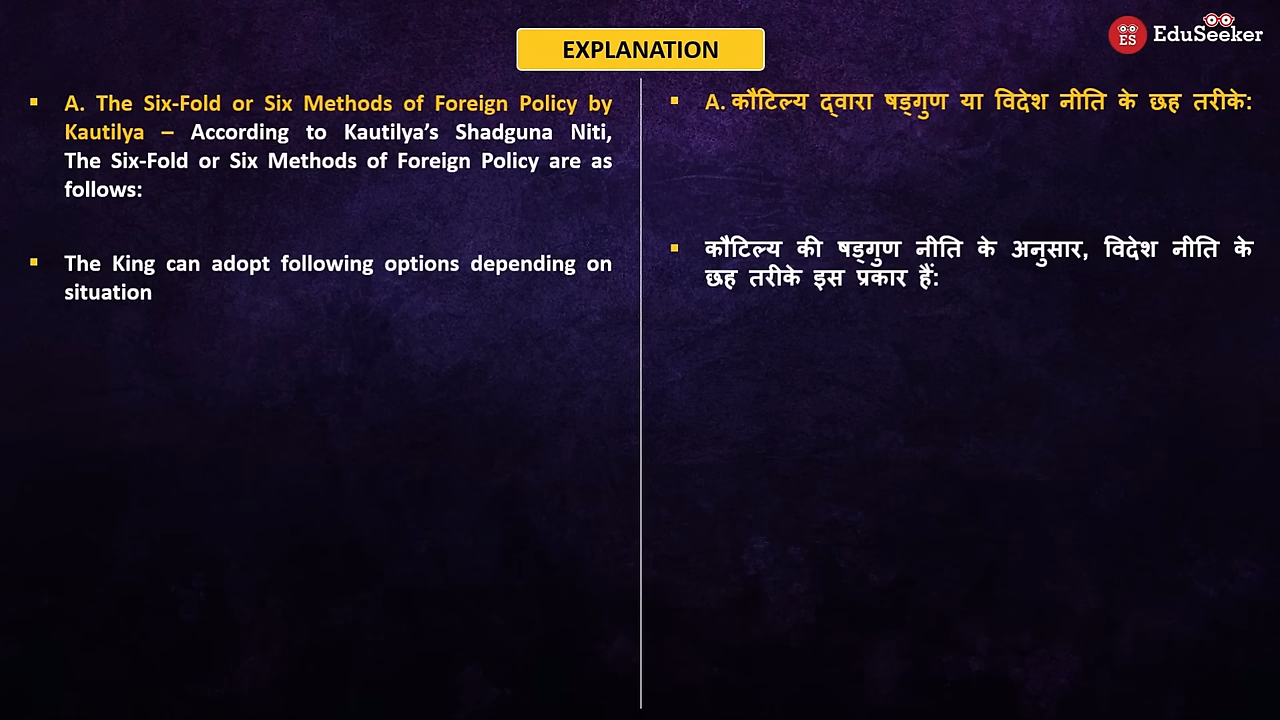 EXPLANATION
ES
EduSeeker
▪ A. The Six-Fold or Six Methods of Foreign Policy by
Kautilya – According to Kautilya’s Shadguna Niti,
The Six-Fold or Six Methods of Foreign Policy are as
follows:
▪ The King can adopt following options depending on
situation
▪ A. कौटिल्य द्वारा षड्गुण या विदेश नीति के छह तरीके:
▪ कौटिल्य की षड्गुण नीति के अनुसार, विदेश नीति के
छह तरीके इस प्रकार हैं: